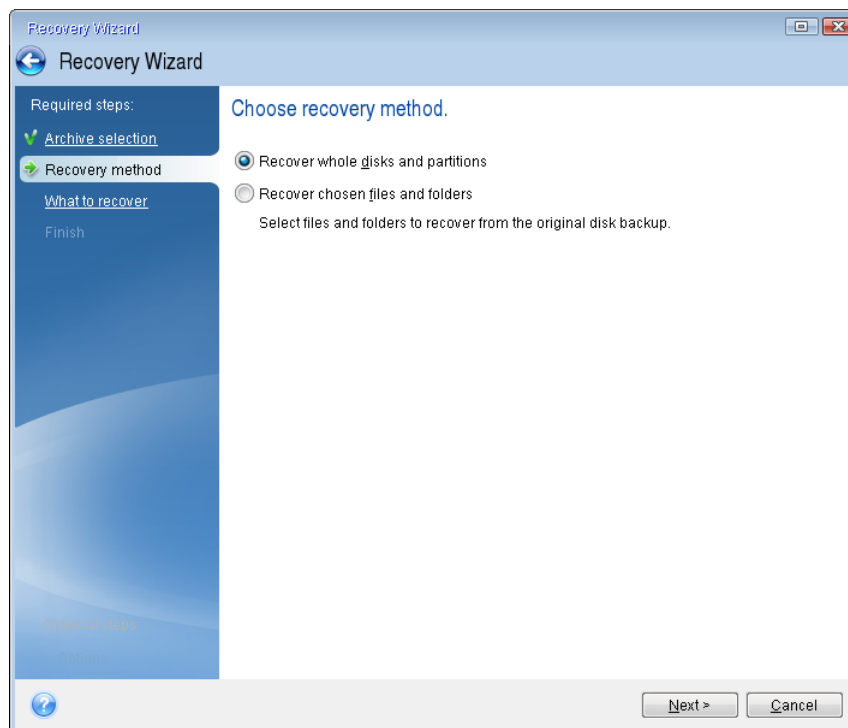 Recovery Wizard
Recovery Wizard
Required steps:
Archive selection
Recovery method
What to recover
Finish
Choose recovery method.
Recover whole disks and partitions
Recover chosen files and folders
Select files and folders to recover from the original disk backup.
Next >
Cancel